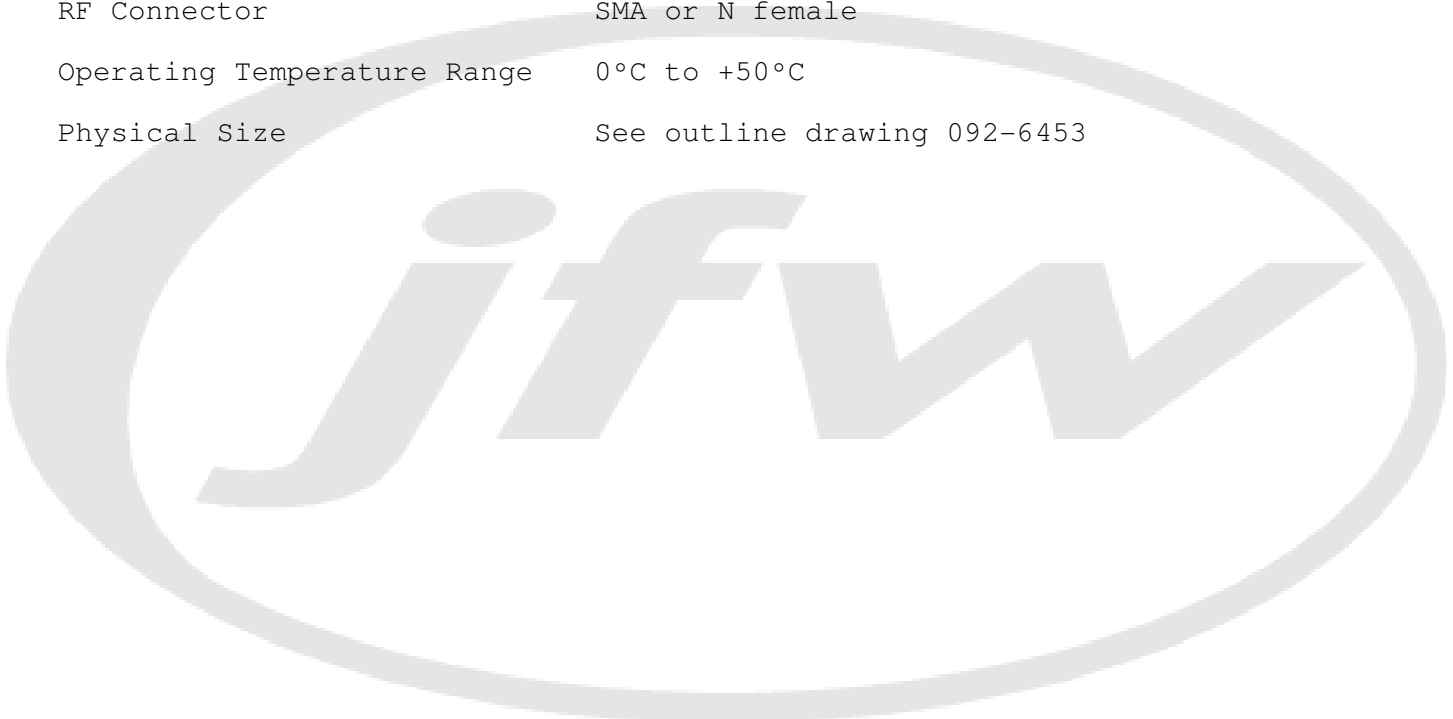 RF Connector SMA or N female
Operating Temperature Range 0°C to +50°C
Physical Size See outline drawing 092-6453
jfw